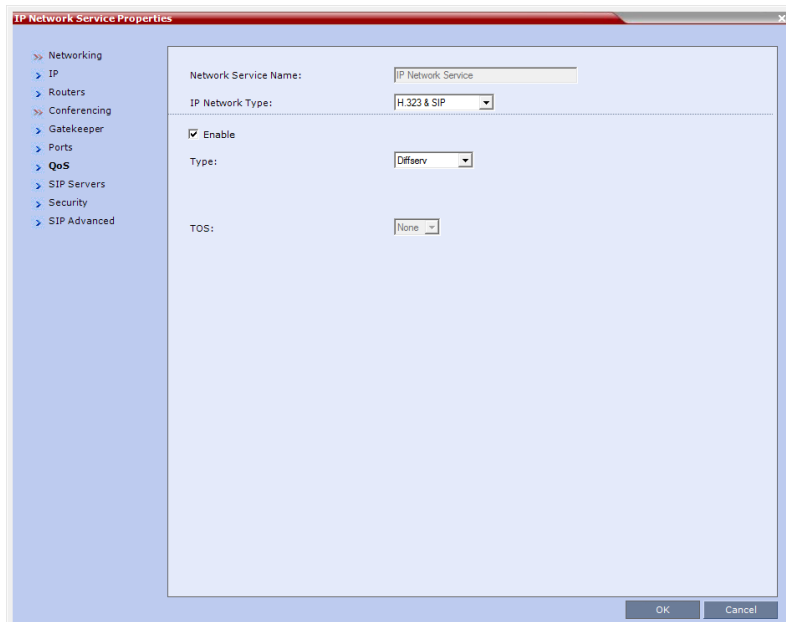 IP Network Service Properties
Networking
IP
Routers
Conferencing
Gatekeeper
Ports
QoS
SIP Servers
Security
SIP Advanced
Network Service Name: IP Network Service
IP Network Type: H.323 & SIP
Enable
Type: Diffserv
TOS: None
OK Cancel